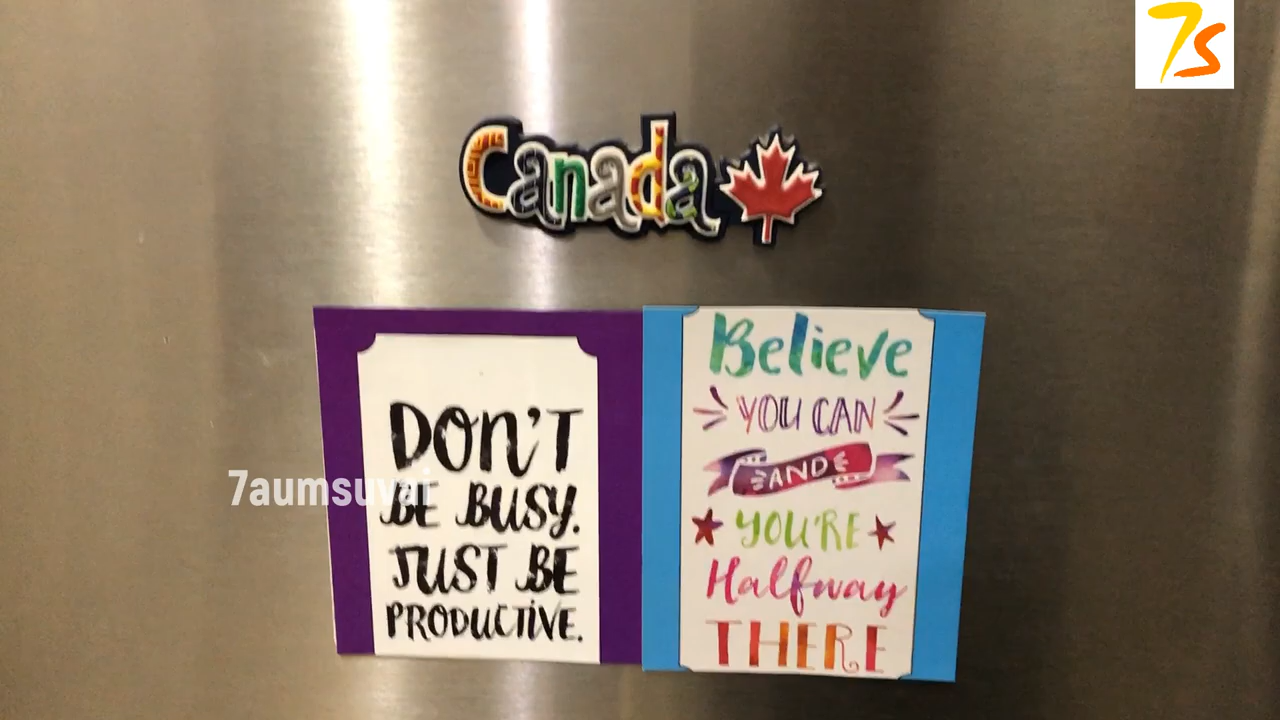 7S
Canada
DON'T
BE BUSY.
JUST BE
PRODUCTIVE.
7aumsuvai
Believe
YOU CAN
AND
YOU'RE
Halfway
THERE